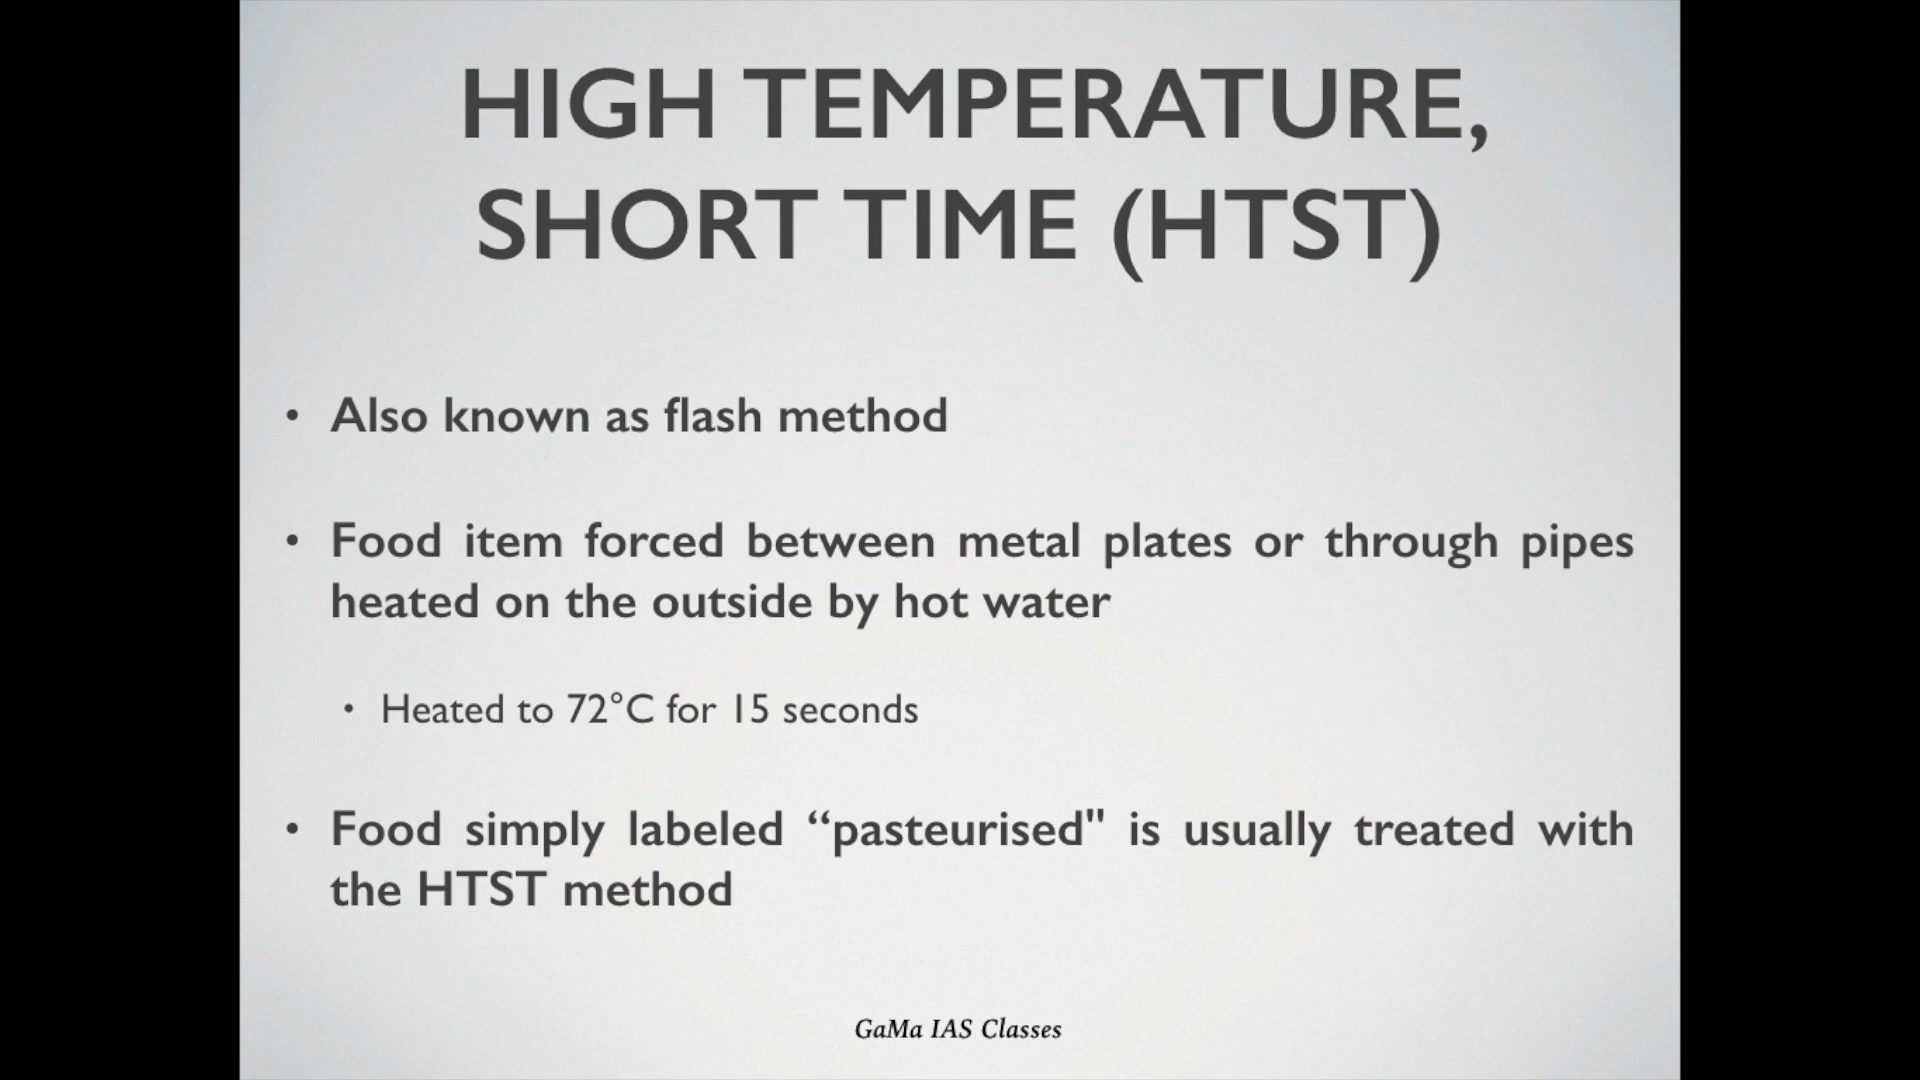 HIGH TEMPERATURE,
SHORT TIME (HTST)
• Also known as flash method
• Food item forced between metal plates or through pipes
heated on the outside by hot water
• Heated to 72°C for 15 seconds
• Food simply labeled “pasteurised" is usually treated with
the HTST method
GaMa IAS Classes